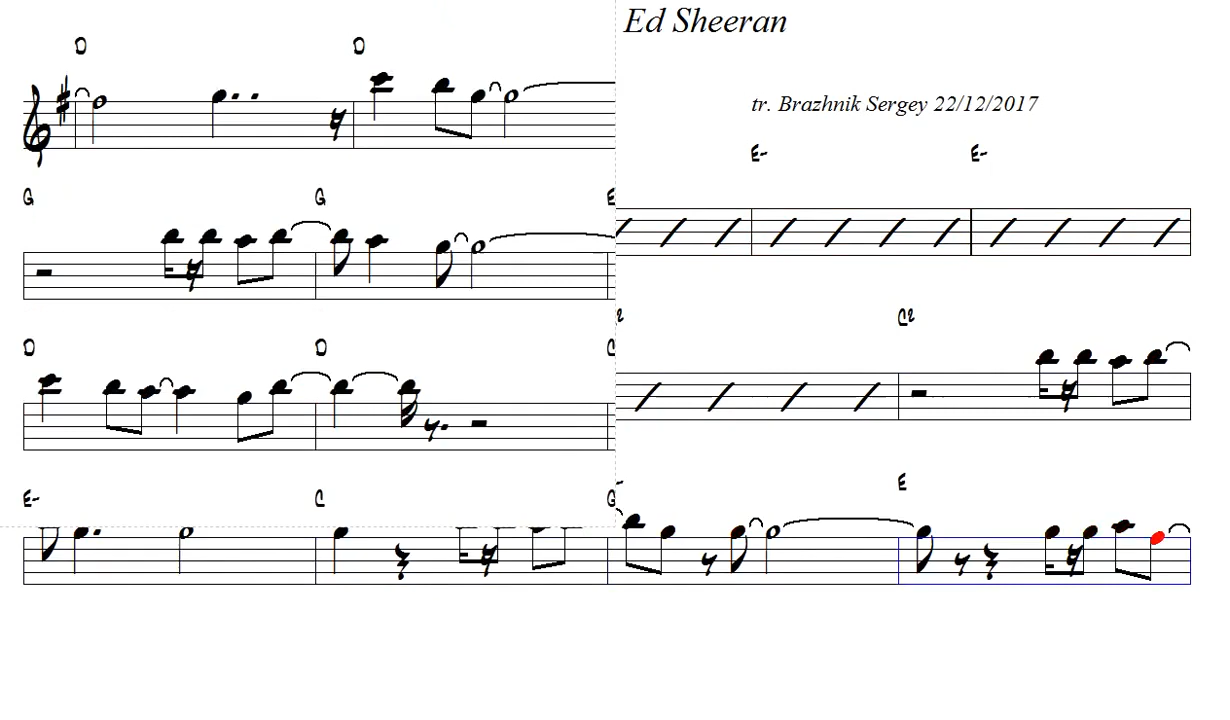 Ed Sheeran
D D
tr. Brazhnik Sergey 22/12/2017
E- E-
G G E
C2
D D C
E
E- C G